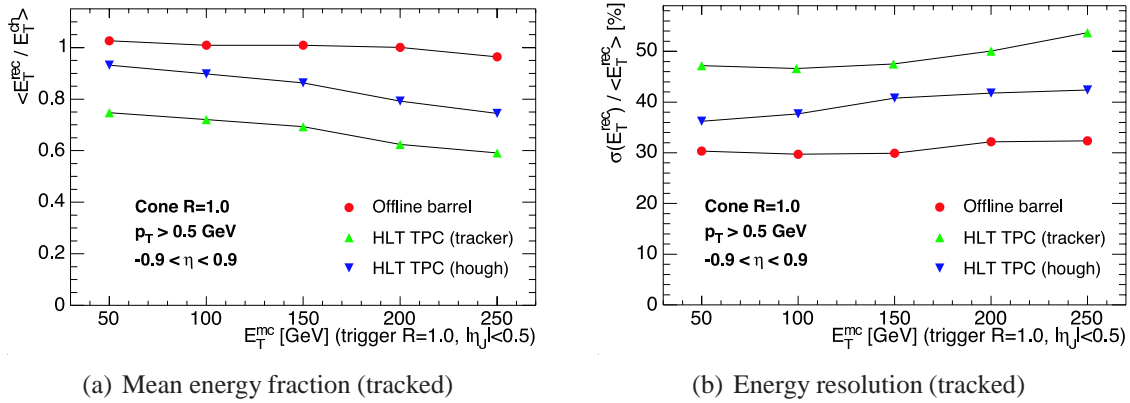 <E_T^rec / E_T^ch>
1
0.8
0.6
0.4
0.2
0
Cone R=1.0
p_T > 0.5 GeV
-0.9 < η < 0.9
Offline barrel
HLT TPC (tracker)
HLT TPC (hough)
50 100 150 200 250
E_T^mc [GeV] (trigger R=1.0, |η_J|<0.5)
(a) Mean energy fraction (tracked)
σ(E_T^rec) / <E_T^rec> [%]
50
40
30
20
10
0
Cone R=1.0
p_T > 0.5 GeV
-0.9 < η < 0.9
Offline barrel
HLT TPC (tracker)
HLT TPC (hough)
50 100 150 200 250
E_T^mc [GeV] (trigger R=1.0, |η_J|<0.5)
(b) Energy resolution (tracked)